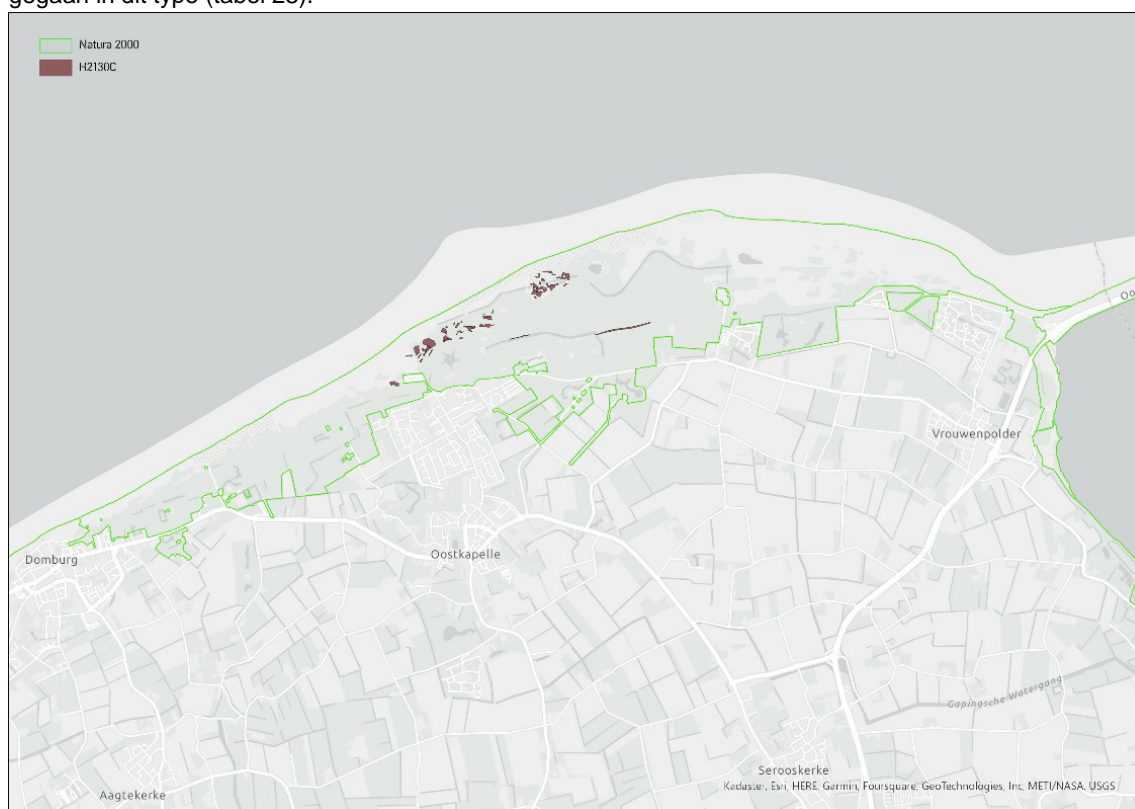 gegaan in dit type (tabel 28).
Natura 2000
H2130C
Oo
Vrouwenpolder
Domburg
Oostkapelle
Gapingsche Watergang
Serooskerke
Aagtekerke
Kadaster, Esri, HERE, Garmin, Foursquare, GeoTechnologies, Inc, METI/NASA, USGS